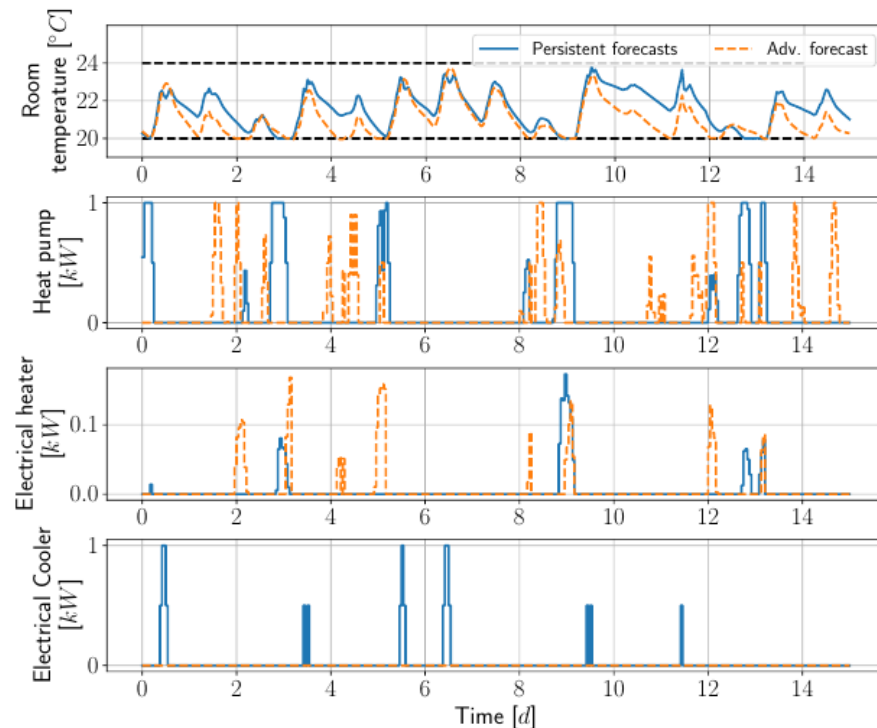 Persistent forecasts
Adv. forecast
Room
temperature [°C]
24
22
20
0 2 4 6 8 10 12 14
Heat pump
[kW]
1
0
0 2 4 6 8 10 12 14
Electrical heater
[kW]
0.1
0.0
0 2 4 6 8 10 12 14
Electrical Cooler
[kW]
1
0
0 2 4 6 8 10 12 14
Time [d]